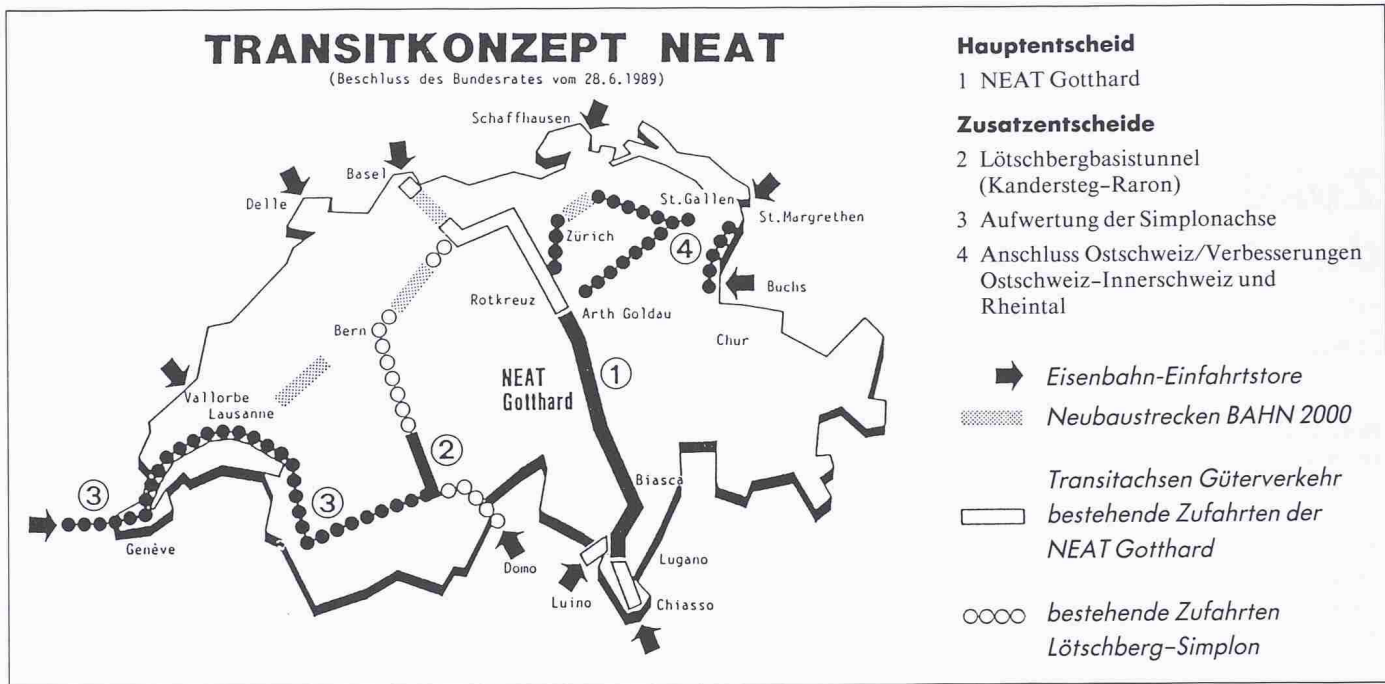 TRANSITKONZEPT NEAT
(Beschluss des Bundesrates vom 28.6.1989)
Schaffhausen
Basel
Delle
St.Gallen
St.Margrethen
Zürich
4
Buchs
Rotkreuz
Arth Goldau
Bern
Chur
1
NEAT
Gotthard
Vallorbe
Lausanne
2
Biasca
3
3
Genève
Domo
Lugano
Luino
Chiasso
Hauptentscheid
1 NEAT Gotthard
Zusatzentscheide
2 Lötschbergbasistunnel
(Kandersteg–Raron)
3 Aufwertung der Simplonachse
4 Anschluss Ostschweiz/Verbesserungen
Ostschweiz–Innerschweiz und
Rheintal
Eisenbahn-Einfahrtstore
Neubaustrecken BAHN 2000
Transitachsen Güterverkehr
bestehende Zufahrten der
NEAT Gotthard
bestehende Zufahrten
Lötschberg–Simplon